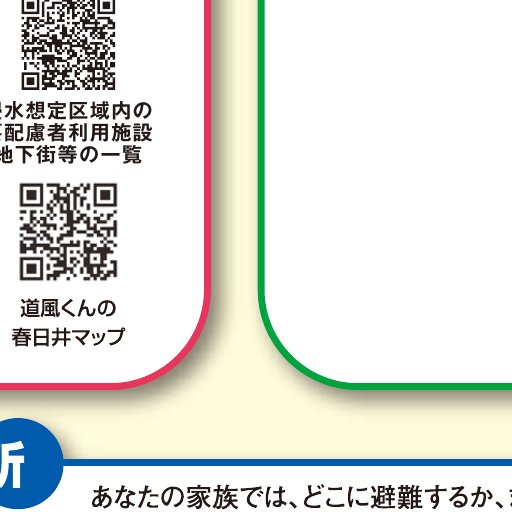 水想定区域内の
配慮者利用施設
地下街等の一覧
道風くんの
春日井マップ
所
あなたの家族では、どこに避難するか、